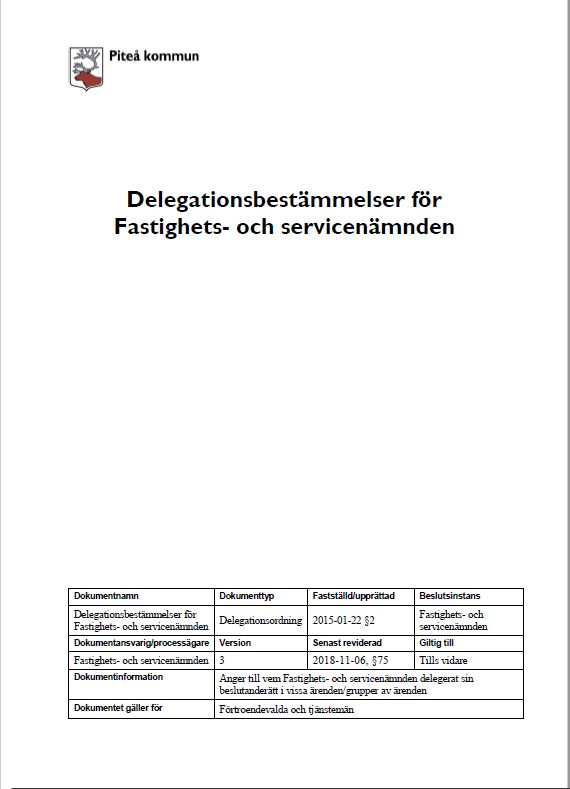 Piteå kommun
Delegationsbestämmelser för
Fastighets- och servicenämnden
Dokumentnamn Dokumenttyp Fastställd/upprättad Beslutsinstans
Delegationsbestämmelser för
Fastighets- och servicenämnden
Delegationsordning
2015-01-22 §2
Fastighets- och
servicenämnden
Dokumentansvarig/processägare Version Senast reviderad Giltig till
Fastighets- och servicenämnden 3 2018-11-06, §75 Tills vidare
Dokumentinformation
Anger till vem Fastighets- och servicenämnden delegerat sin
beslutanderätt i vissa ärenden/grupper av ärenden
Dokumentet gäller för Förtroendevalda och tjänstemän